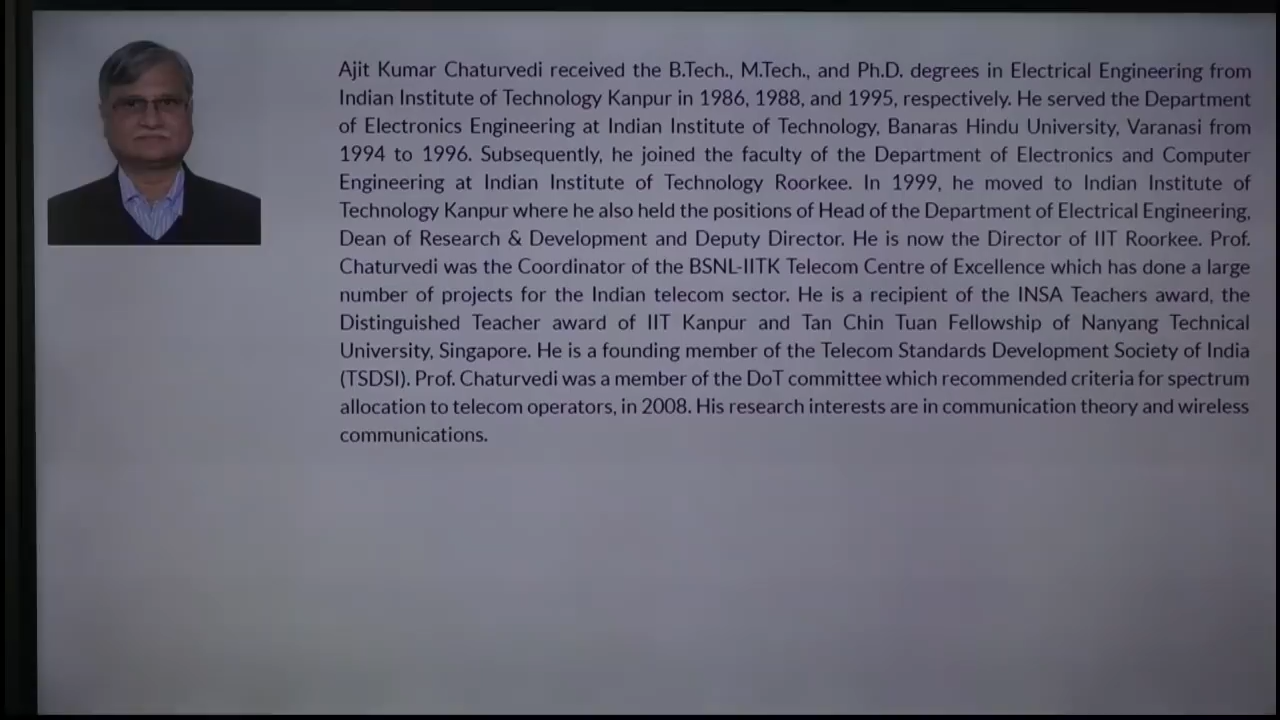 Ajit Kumar Chaturvedi received the B.Tech., M.Tech., and Ph.D. degrees in Electrical Engineering from
Indian Institute of Technology Kanpur in 1986, 1988, and 1995, respectively. He served the Department
of Electronics Engineering at Indian Institute of Technology, Banaras Hindu University, Varanasi from
1994 to 1996. Subsequently, he joined the faculty of the Department of Electronics and Computer
Engineering at Indian Institute of Technology Roorkee. In 1999, he moved to Indian Institute of
Technology Kanpur where he also held the positions of Head of the Department of Electrical Engineering,
Dean of Research & Development and Deputy Director. He is now the Director of IIT Roorkee. Prof.
Chaturvedi was the Coordinator of the BSNL-IITK Telecom Centre of Excellence which has done a large
number of projects for the Indian telecom sector. He is a recipient of the INSA Teachers award, the
Distinguished Teacher award of IIT Kanpur and Tan Chin Tuan Fellowship of Nanyang Technical
University, Singapore. He is a founding member of the Telecom Standards Development Society of India
(TSDSI). Prof. Chaturvedi was a member of the DoT committee which recommended criteria for spectrum
allocation to telecom operators, in 2008. His research interests are in communication theory and wireless
communications.